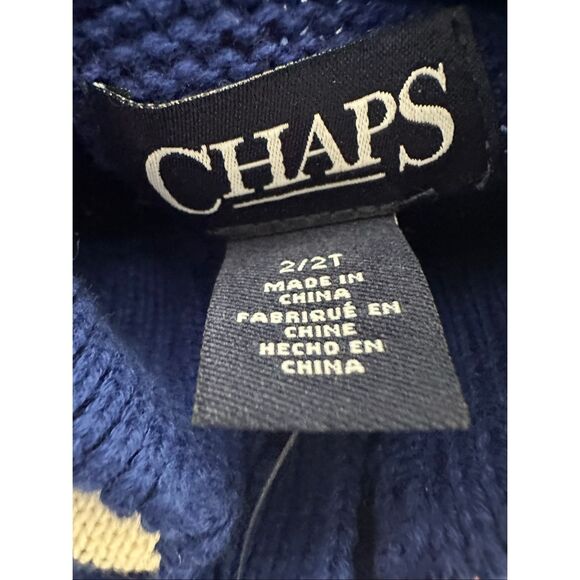 CHAPS
2/2T
MADE IN
CHINA
FABRIQUÉ EN
CHINE
HECHO EN
CHINA